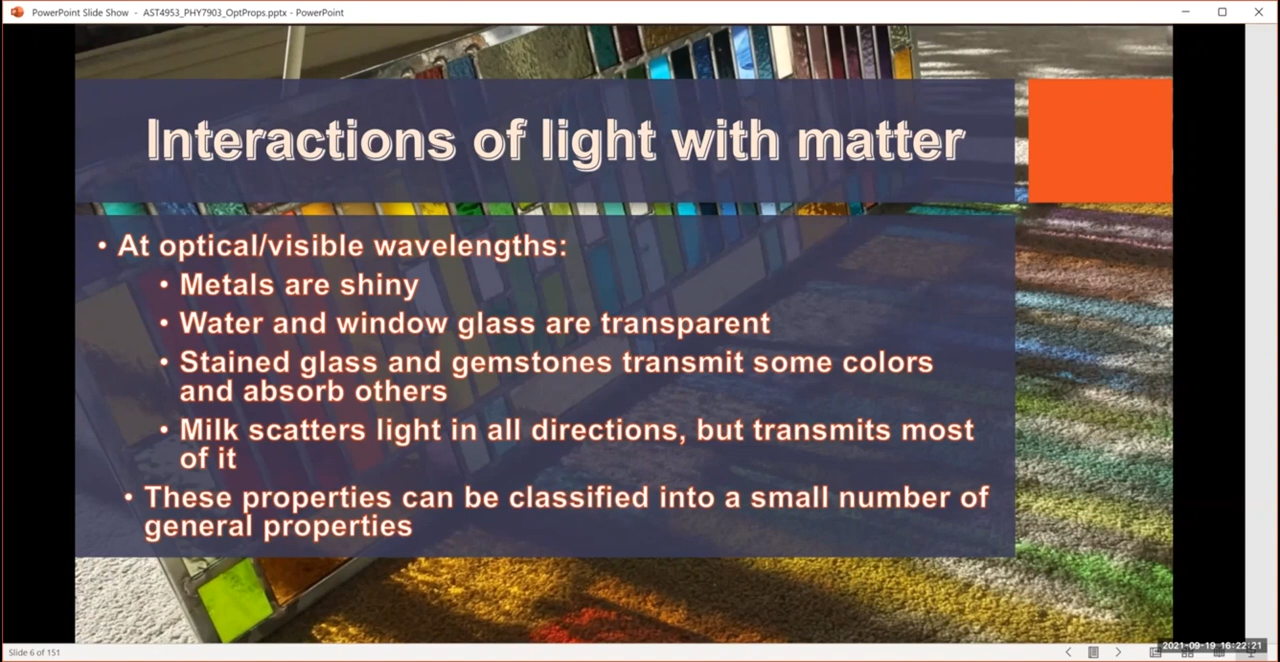 PowerPoint Slide Show - AST4953_PHY7903_OptProps.pptx - PowerPoint
Interactions of light with matter
• At optical/visible wavelengths:
• Metals are shiny
• Water and window glass are transparent
• Stained glass and gemstones transmit some colors
and absorb others
• Milk scatters light in all directions, but transmits most
of it
• These properties can be classified into a small number of
general properties
Slide 6 of 151
2021-09-19 16:22:21